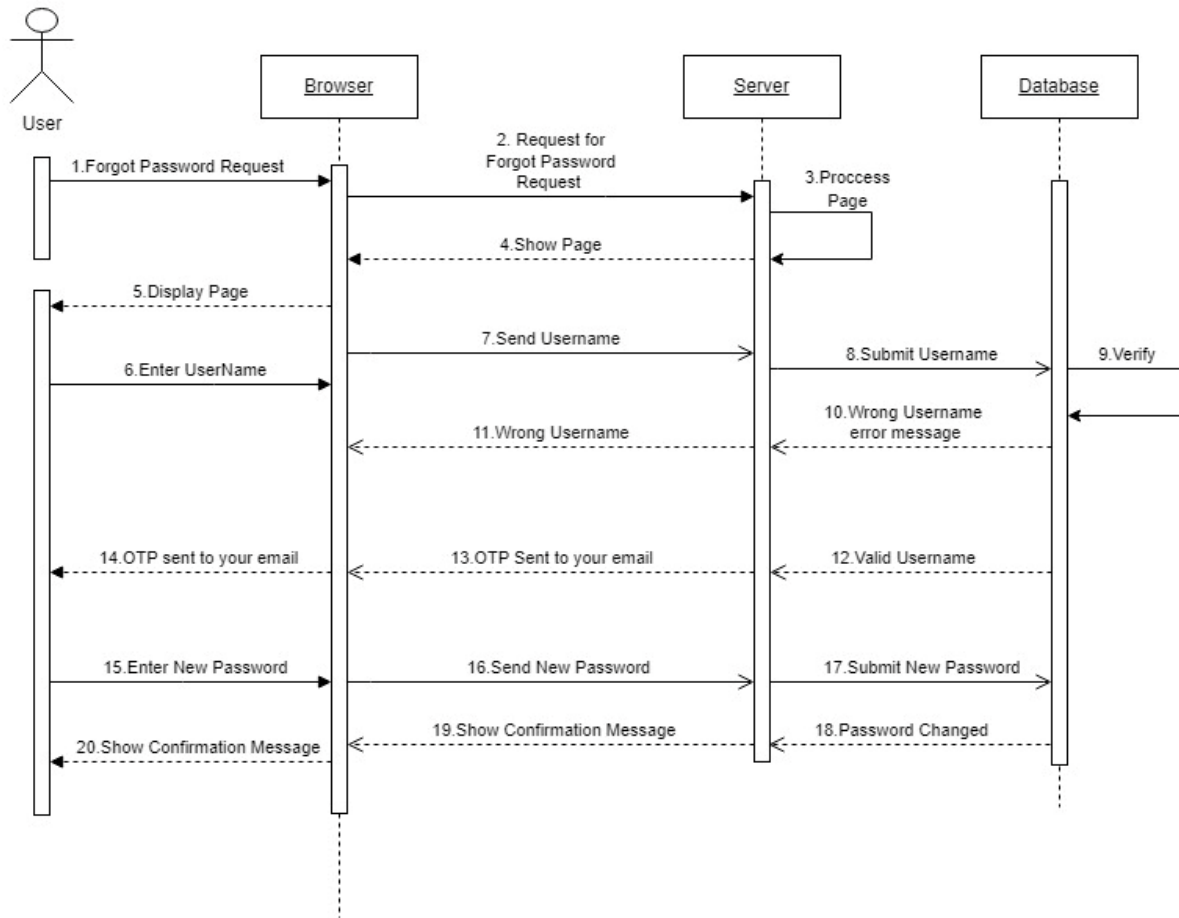 User
Browser
Server
Database
1.Forgot Password Request
2. Request for
Forgot Password
Request
3.Proccess
Page
4.Show Page
5.Display Page
7.Send Username
6.Enter UserName
8.Submit Username
9.Verify
10.Wrong Username
error message
11.Wrong Username
14.OTP sent to your email
13.OTP Sent to your email
12.Valid Username
15.Enter New Password
16.Send New Password
17.Submit New Password
18.Password Changed
19.Show Confirmation Message
20.Show Confirmation Message